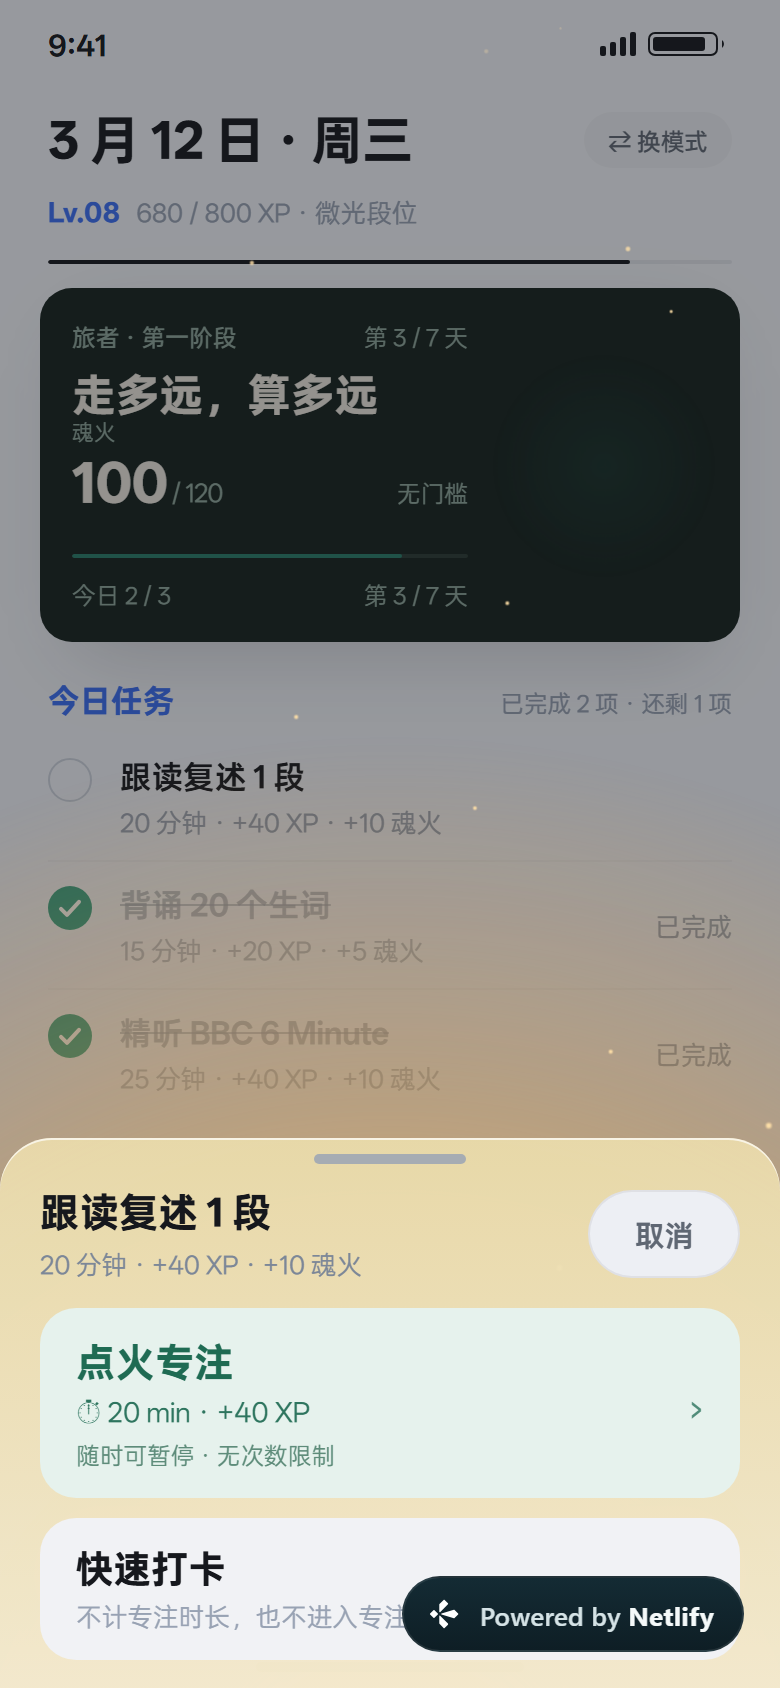 9:41
3 月 12 日 · 周三
⇄ 换模式
Lv.08 680 / 800 XP · 微光段位
旅者 · 第一阶段 第 3 / 7 天
走多远，算多远
魂火
100 / 120 无门槛
今日 2 / 3 第 3 / 7 天
今日任务 已完成 2 项 · 还剩 1 项
跟读复述 1 段
20 分钟 · +40 XP · +10 魂火
背诵 20 个生词
15 分钟 · +20 XP · +5 魂火
已完成
精听 BBC 6 Minute
25 分钟 · +40 XP · +10 魂火
已完成
跟读复述 1 段
20 分钟 · +40 XP · +10 魂火
取消
点火专注
⏱ 20 min · +40 XP
随时可暂停 · 无次数限制
快速打卡
不计专注时长，也不进入专注
Powered by Netlify